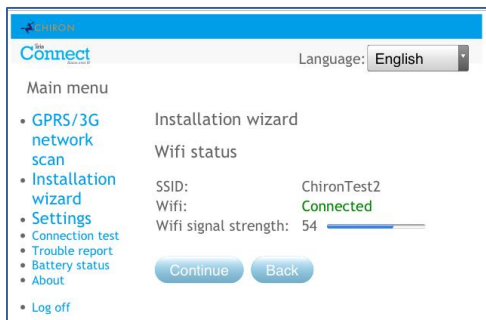 CHIRON
iris
Connect
Language: English
Main menu
• GPRS/3G
network
scan
• Installation
wizard
• Settings
• Connection test
• Trouble report
• Battery status
• About
• Log off
Installation wizard
Wifi status
SSID: ChironTest2
Wifi: Connected
Wifi signal strength: 54
Continue Back